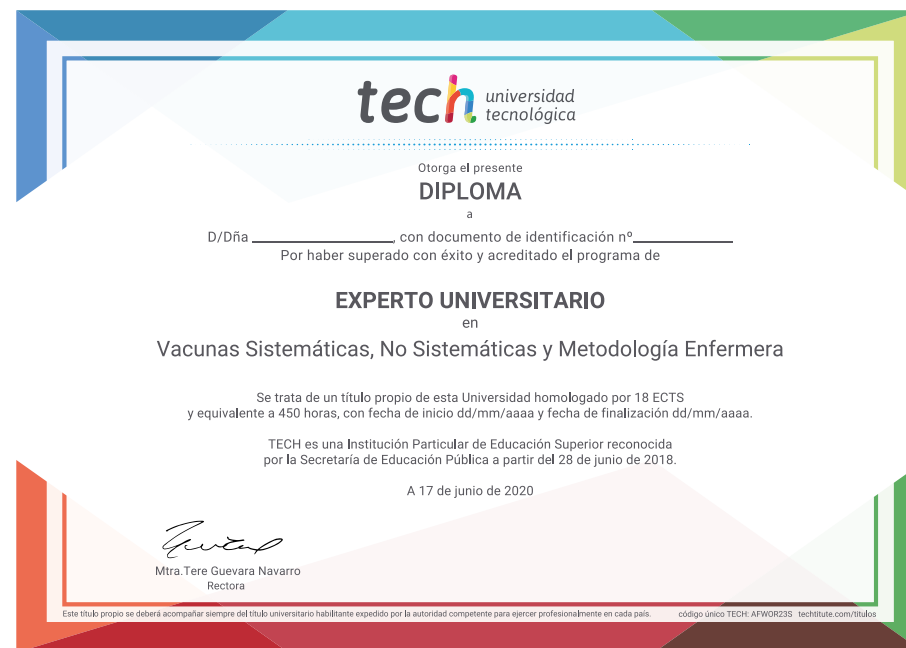 tech universidad
tecnológica
Otorga el presente
DIPLOMA
a
D/Dña ___________________, con documento de identificación nº_____________
Por haber superado con éxito y acreditado el programa de
EXPERTO UNIVERSITARIO
en
Vacunas Sistemáticas, No Sistemáticas y Metodología Enfermera
Se trata de un título propio de esta Universidad homologado por 18 ECTS
y equivalente a 450 horas, con fecha de inicio dd/mm/aaaa y fecha de finalización dd/mm/aaaa.
TECH es una Institución Particular de Educación Superior reconocida
por la Secretaría de Educación Pública a partir del 28 de junio de 2018.
A 17 de junio de 2020
Mtra.Tere Guevara Navarro
Rectora
Este título propio se deberá acompañar siempre del título universitario habilitante expedido por la autoridad competente para ejercer profesionalmente en cada país. código único TECH: AFWOR23S techtitute.com/titulos